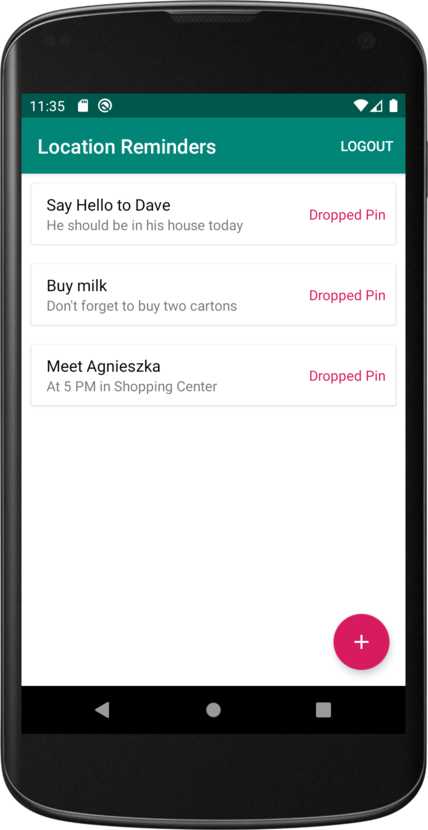 11:35
Location Reminders
LOGOUT
Say Hello to Dave
He should be in his house today
Dropped Pin
Buy milk
Don't forget to buy two cartons
Dropped Pin
Meet Agnieszka
At 5 PM in Shopping Center
Dropped Pin
+